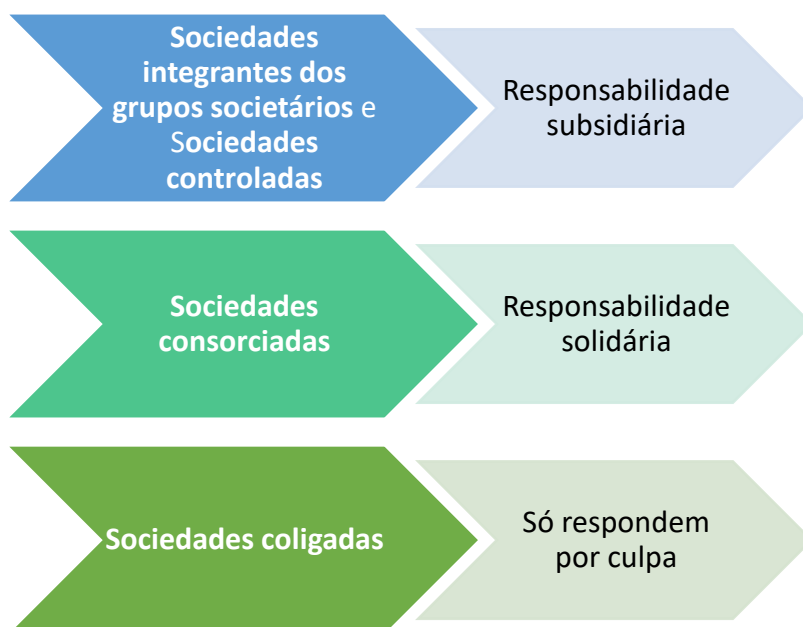 Sociedades
integrantes dos
grupos societários e
Sociedades
controladas
Responsabilidade
subsidiária
Sociedades
consorciadas
Responsabilidade
solidária
Sociedades coligadas
Só respondem
por culpa